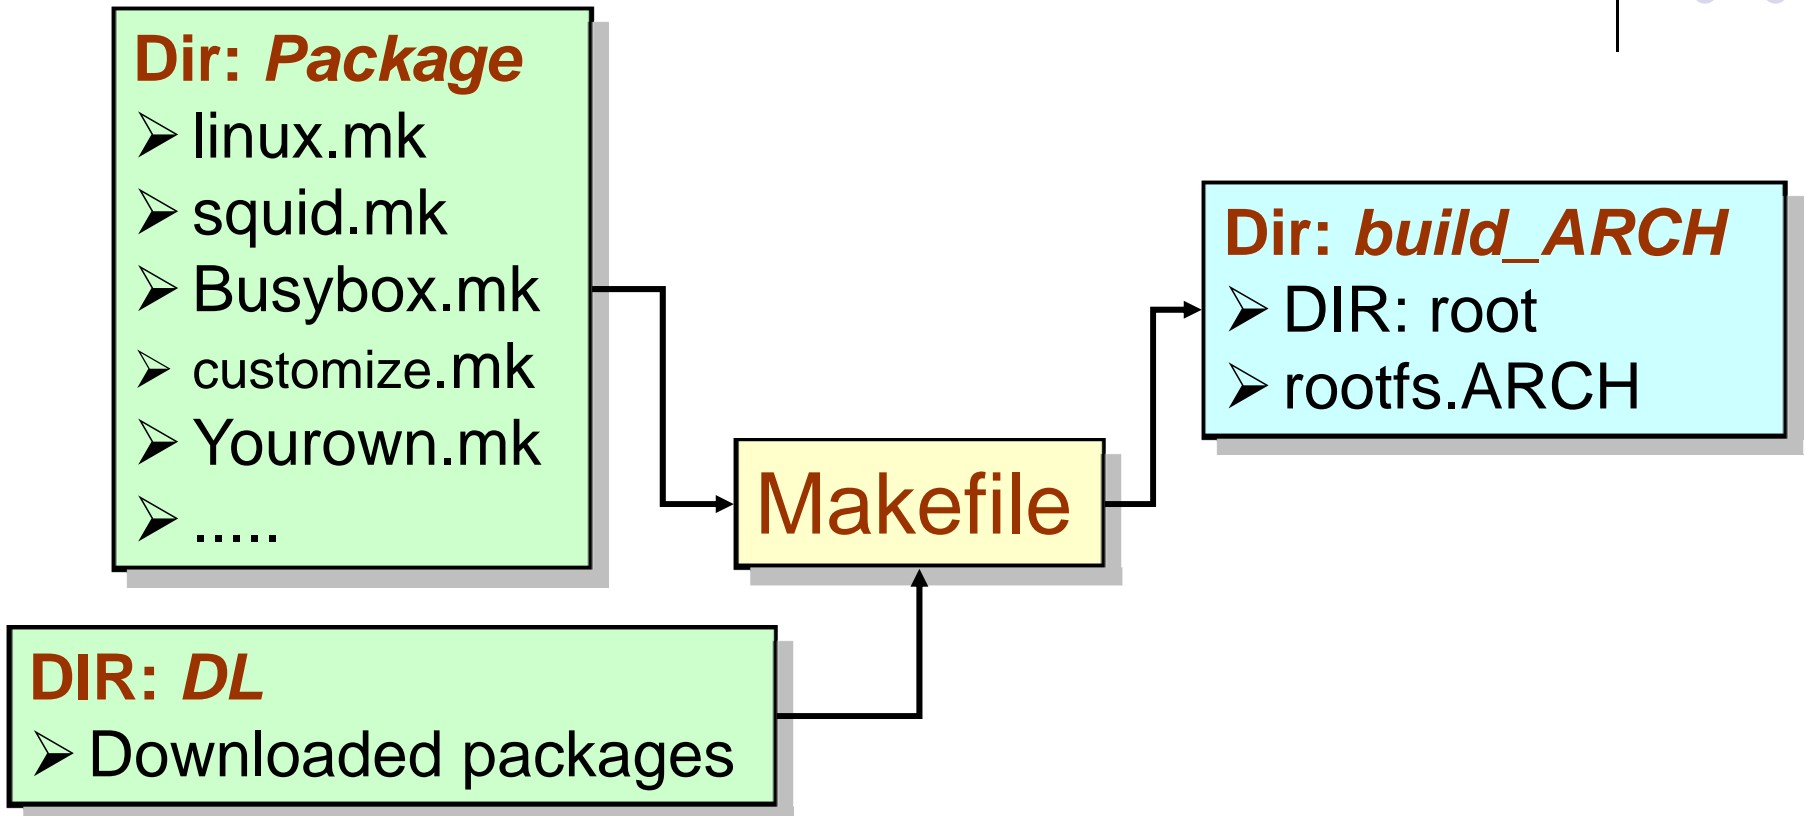 Dir: Package
linux.mk
squid.mk
Busybox.mk
customize.mk
Yourown.mk
.....
Dir: build_ARCH
DIR: root
rootfs.ARCH
Makefile
DIR: DL
Downloaded packages